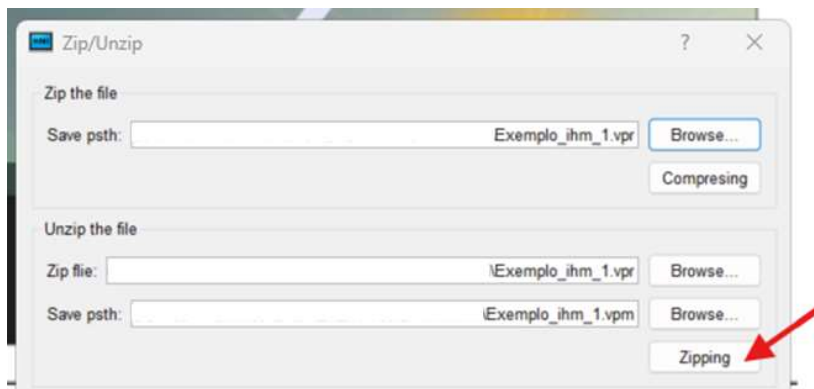 Zip/Unzip ?
Zip the file
Save psth: Exemplo_ihm_1.vpr Browse...
Compresing
Unzip the file
Zip flie: \Exemplo_ihm_1.vpr Browse...
Save psth: \Exemplo_ihm_1.vpm Browse...
Zipping